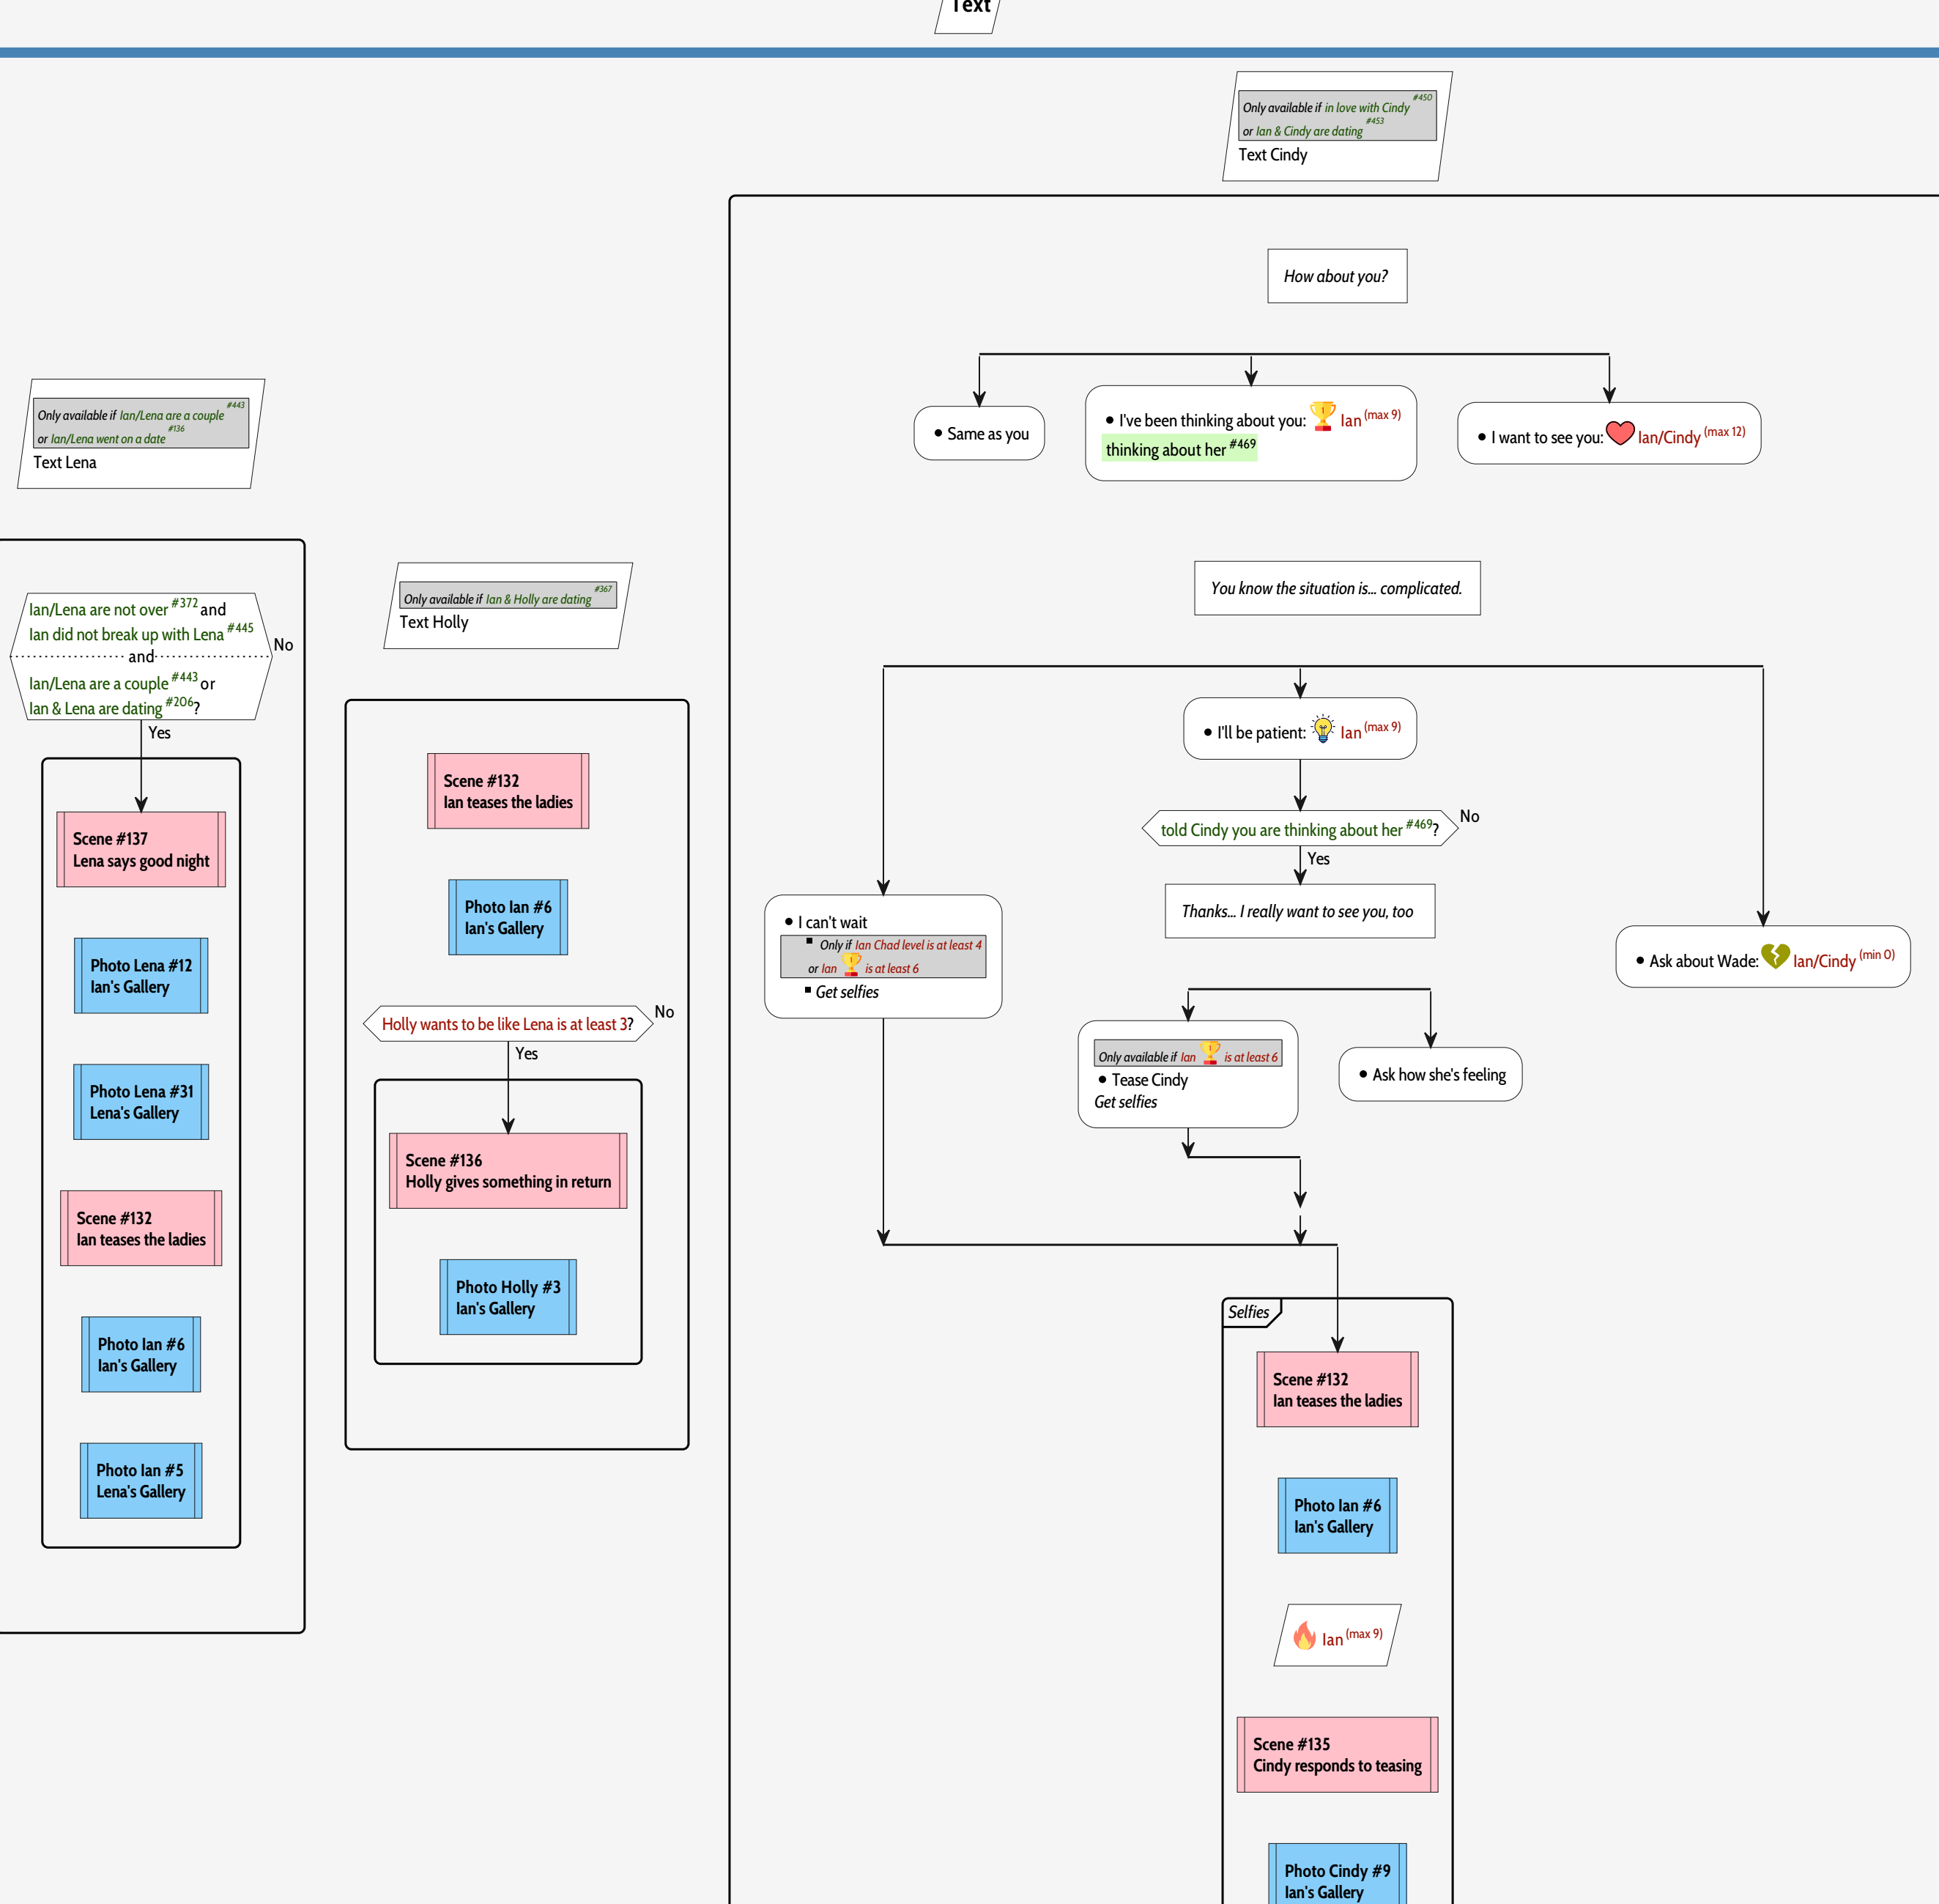 Text
Only available if in love with Cindy #450
or Ian & Cindy are dating #453
Text Cindy
How about you?
Same as you
I've been thinking about you: Ian (max 9)
thinking about her #469
I want to see you: Ian/Cindy (max 12)
Only available if Ian/Lena are a couple #443
or Ian/Lena went on a date #136
Text Lena
Ian/Lena are not over #372 and
Ian did not break up with Lena #445
and
Ian/Lena are a couple #443 or
Ian & Lena are dating #206?
No
Yes
Scene #137
Lena says good night
Photo Lena #12
Ian's Gallery
Photo Lena #31
Lena's Gallery
Scene #132
Ian teases the ladies
Photo Ian #6
Ian's Gallery
Photo Ian #5
Lena's Gallery
Only available if Ian & Holly are dating #367
Text Holly
Scene #132
Ian teases the ladies
Photo Ian #6
Ian's Gallery
Holly wants to be like Lena is at least 3?
No
Yes
Scene #136
Holly gives something in return
Photo Holly #3
Ian's Gallery
You know the situation is... complicated.
I'll be patient: Ian (max 9)
told Cindy you are thinking about her #469?
No
Yes
Thanks... I really want to see you, too
I can't wait
Only if Ian Chad level is at least 4
or Ian is at least 6
Get selfies
Ask about Wade: Ian/Cindy (min 0)
Only available if Ian is at least 6
Tease Cindy
Get selfies
Ask how she's feeling
Selfies
Scene #132
Ian teases the ladies
Photo Ian #6
Ian's Gallery
Ian (max 9)
Scene #135
Cindy responds to teasing
Photo Cindy #9
Ian's Gallery